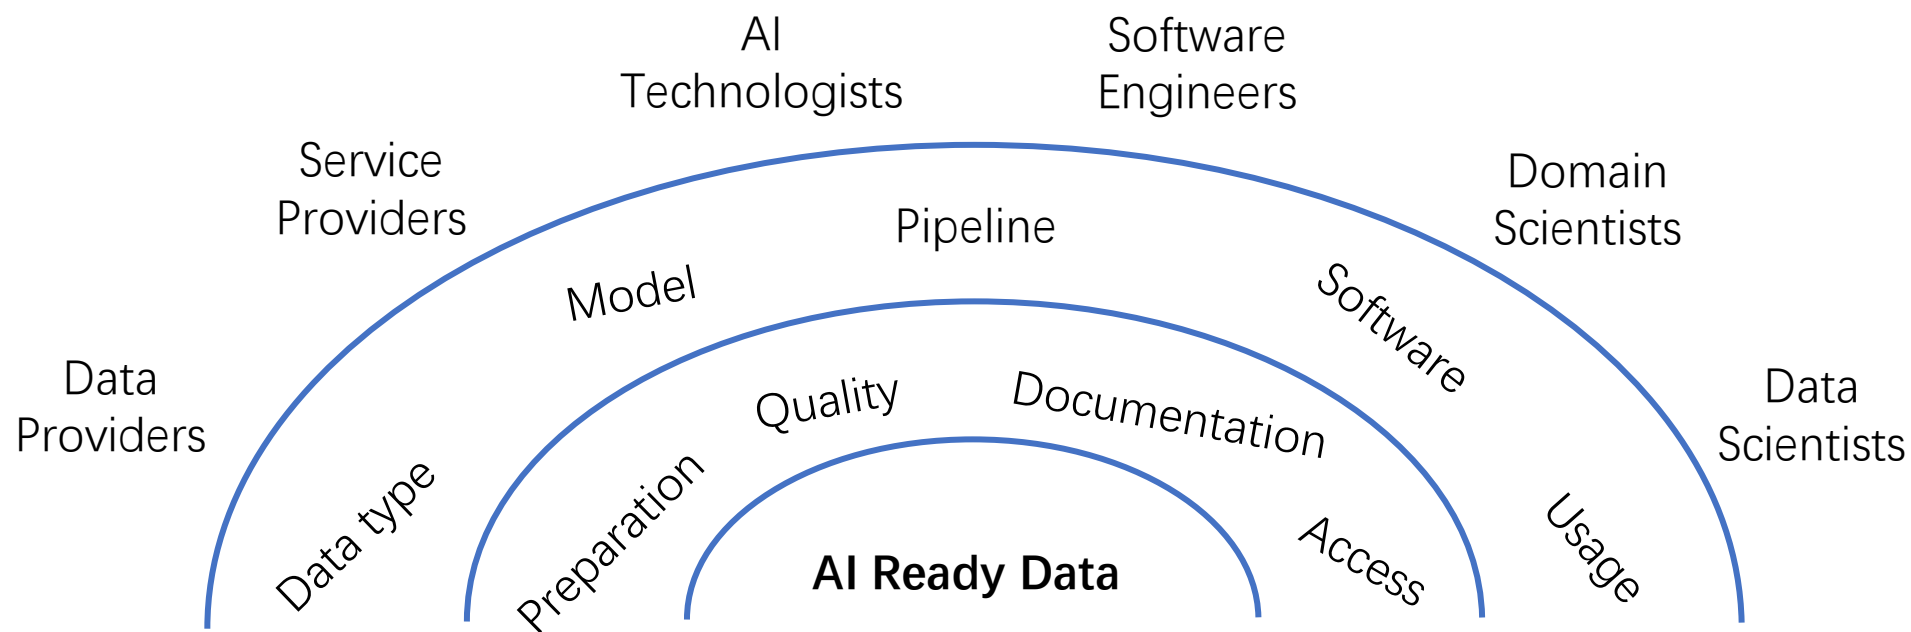 AI
Technologists
Software
Engineers
Service
Providers
Domain
Scientists
Pipeline
Model
Software
Data
Providers
Quality
Documentation
Data
Scientists
Data type
Preparation
Access
Usage
AI Ready Data